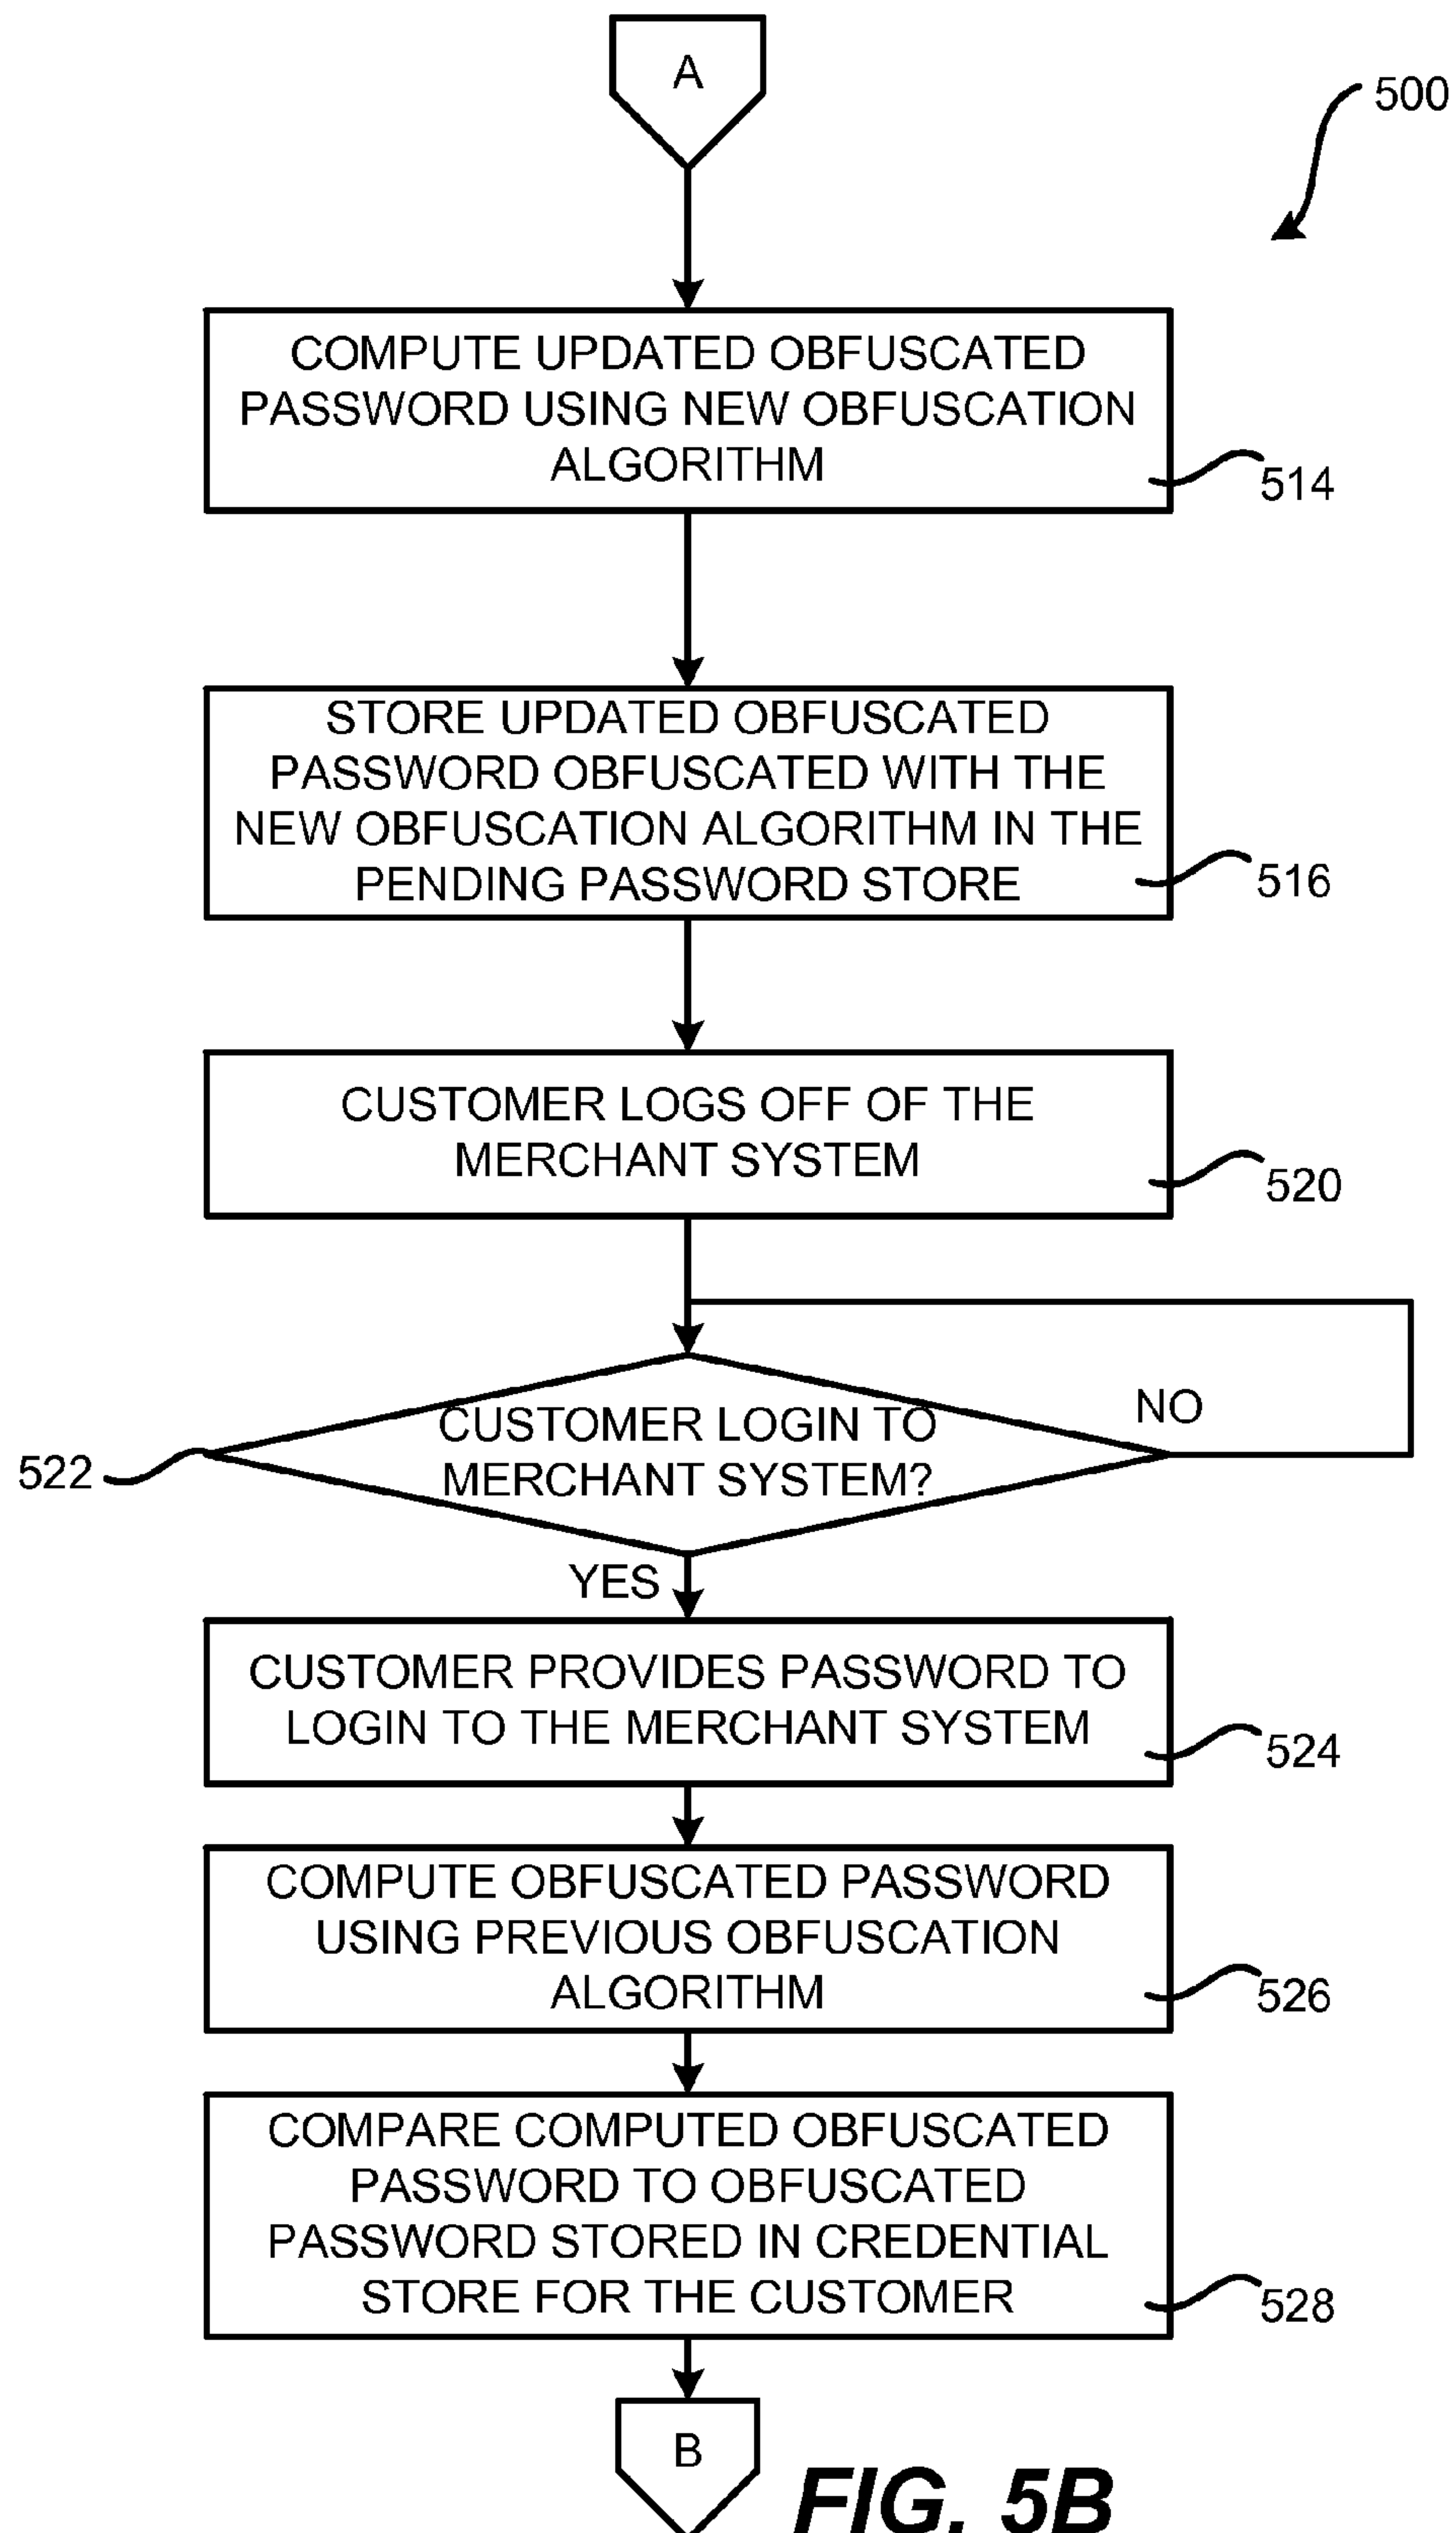 A
500
COMPUTE UPDATED OBFUSCATED
PASSWORD USING NEW OBFUSCATION
ALGORITHM
514
STORE UPDATED OBFUSCATED
PASSWORD OBFUSCATED WITH THE
NEW OBFUSCATION ALGORITHM IN THE
PENDING PASSWORD STORE
516
CUSTOMER LOGS OFF OF THE
MERCHANT SYSTEM
520
CUSTOMER LOGIN TO
MERCHANT SYSTEM?
NO
522
YES
CUSTOMER PROVIDES PASSWORD TO
LOGIN TO THE MERCHANT SYSTEM
524
COMPUTE OBFUSCATED PASSWORD
USING PREVIOUS OBFUSCATION
ALGORITHM
526
COMPARE COMPUTED OBFUSCATED
PASSWORD TO OBFUSCATED
PASSWORD STORED IN CREDENTIAL
STORE FOR THE CUSTOMER
528
B
FIG. 5B